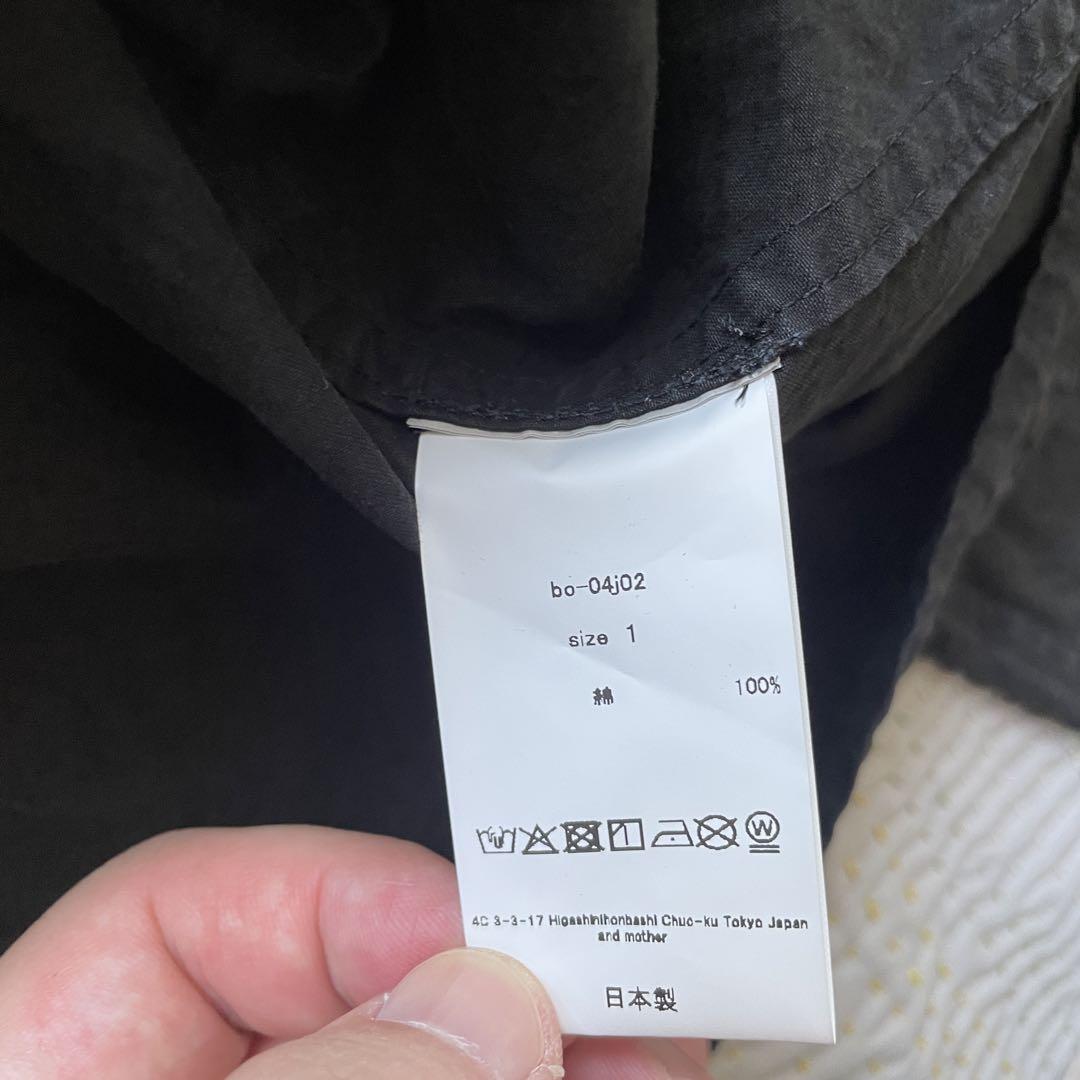 bo-04j02
size 1
綿 100%
W
4C 3-3-17 Higashinihonbashi Chuo-ku Tokyo Japan
and mother
日本製